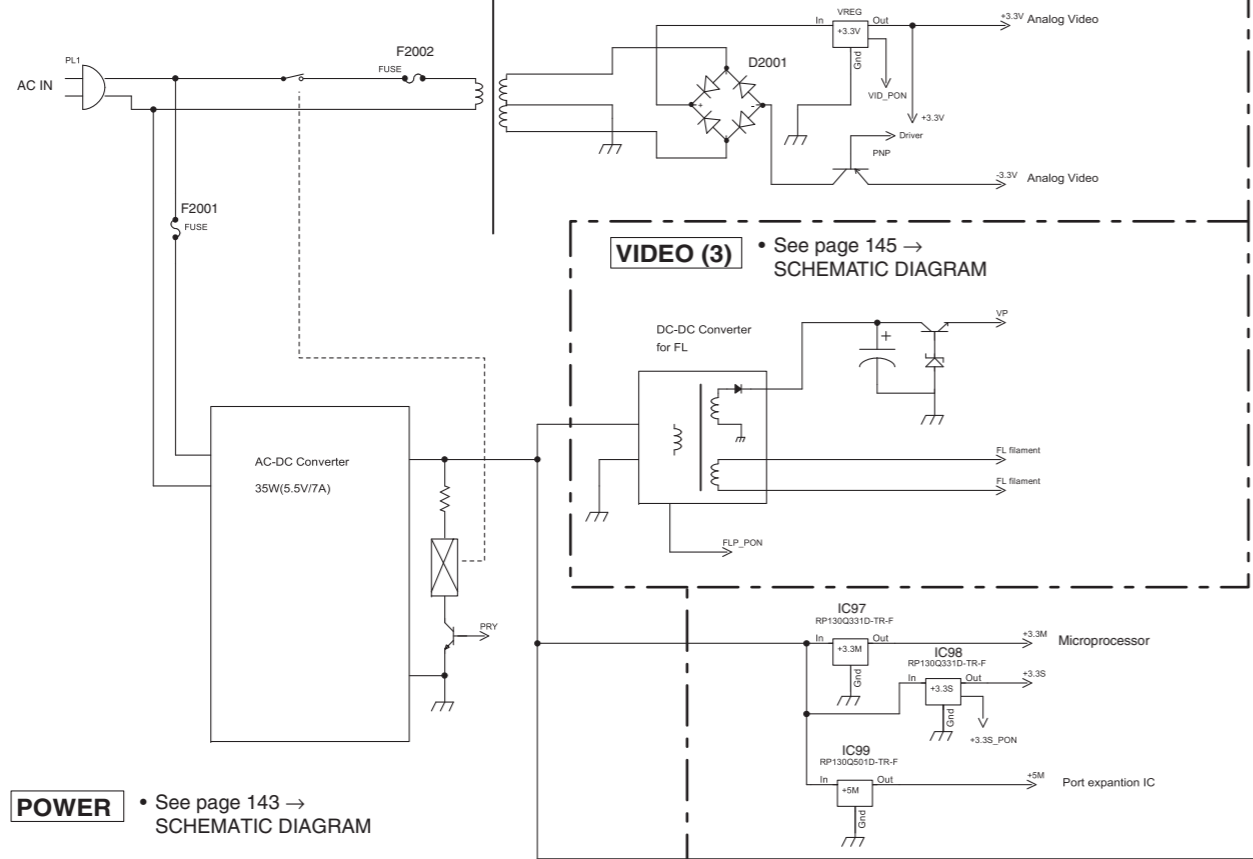 VREG
In
Out
+3.3V
Gnd
+3.3V
Analog Video
VID_PON
+3.3V
Driver
PNP
-3.3V
Analog Video
PL1
AC IN
F2002
FUSE
D2001
+
-
F2001
FUSE
VIDEO (3)
• See page 145 →
SCHEMATIC DIAGRAM
DC-DC Converter
for FL
+
VP
FL filament
FL filament
FLP_PON
AC-DC Converter
35W(5.5V/7A)
PRY
IC97
RP130Q331D-TR-F
In
Out
+3.3M
Gnd
+3.3M
Microprocessor
IC98
RP130Q331D-TR-F
In
Out
+3.3S
Gnd
+3.3S
+3.3S_PON
IC99
RP130Q501D-TR-F
In
Out
+5M
Gnd
+5M
Port expantion IC
POWER
• See page 143 →
SCHEMATIC DIAGRAM